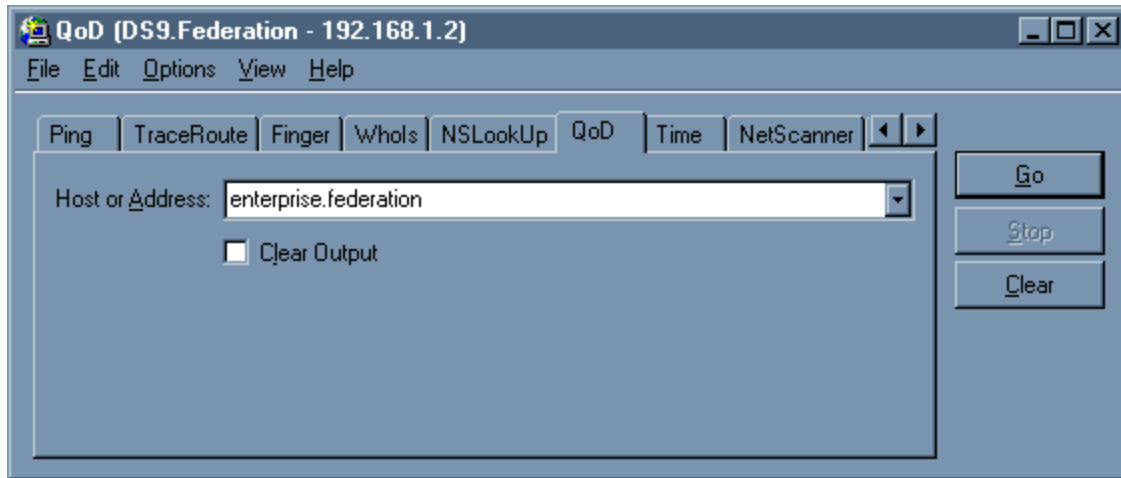 QoD (DS9.Federation - 192.168.1.2)
File Edit Options View Help
Ping TraceRoute Finger WhoIs NSLookUp QoD Time NetScanner
Host or Address: enterprise.federation
Clear Output
Go
Stop
Clear